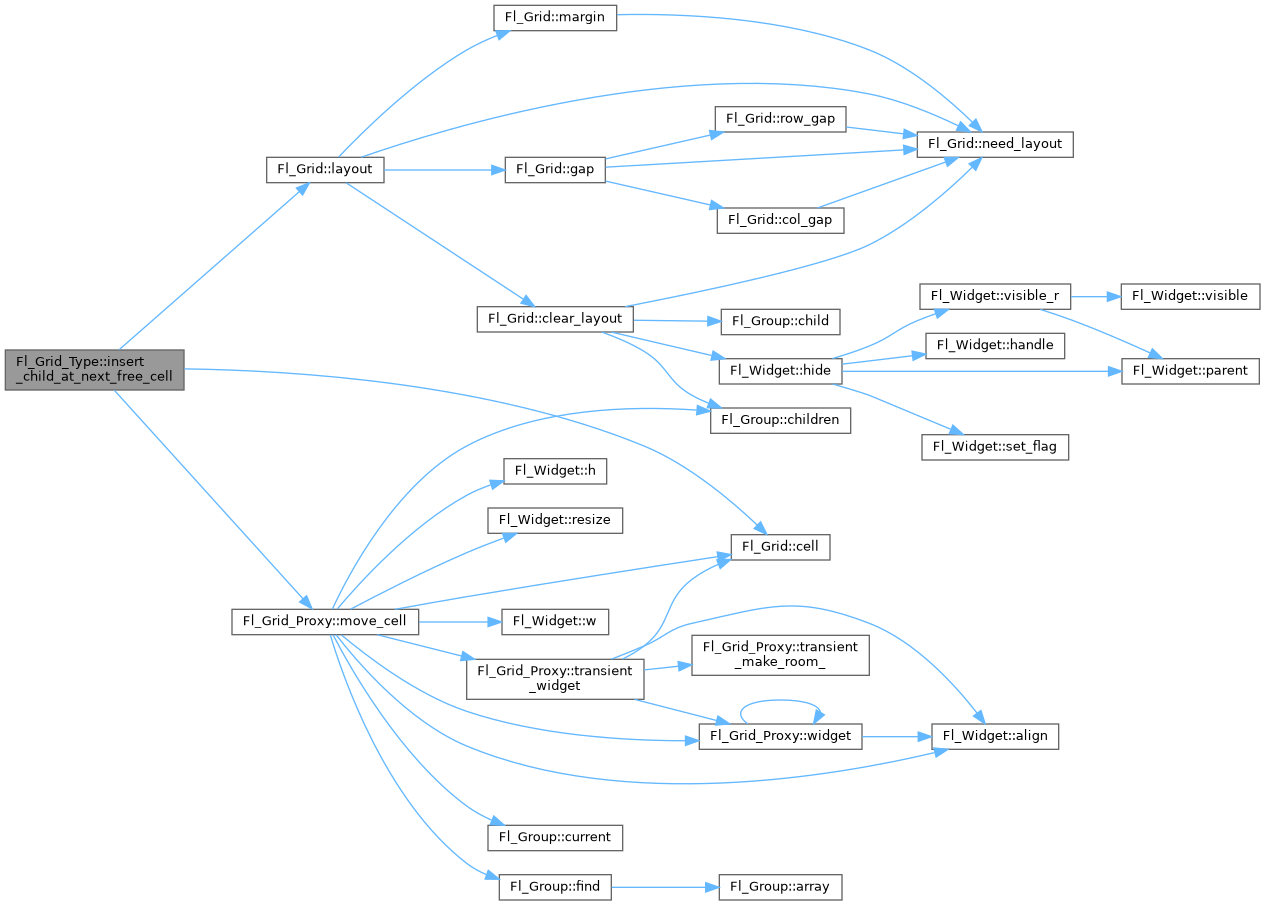 Fl_Grid::margin
Fl_Grid::row_gap
Fl_Grid::need_layout
Fl_Grid::layout
Fl_Grid::gap
Fl_Grid::col_gap
Fl_Widget::visible_r
Fl_Widget::visible
Fl_Grid::clear_layout
Fl_Group::child
Fl_Widget::handle
Fl_Grid_Type::insert
_child_at_next_free_cell
Fl_Widget::hide
Fl_Widget::parent
Fl_Group::children
Fl_Widget::set_flag
Fl_Widget::h
Fl_Widget::resize
Fl_Grid::cell
Fl_Grid_Proxy::move_cell
Fl_Widget::w
Fl_Grid_Proxy::transient
_make_room_
Fl_Grid_Proxy::transient
_widget
Fl_Grid_Proxy::widget
Fl_Widget::align
Fl_Group::current
Fl_Group::find
Fl_Group::array